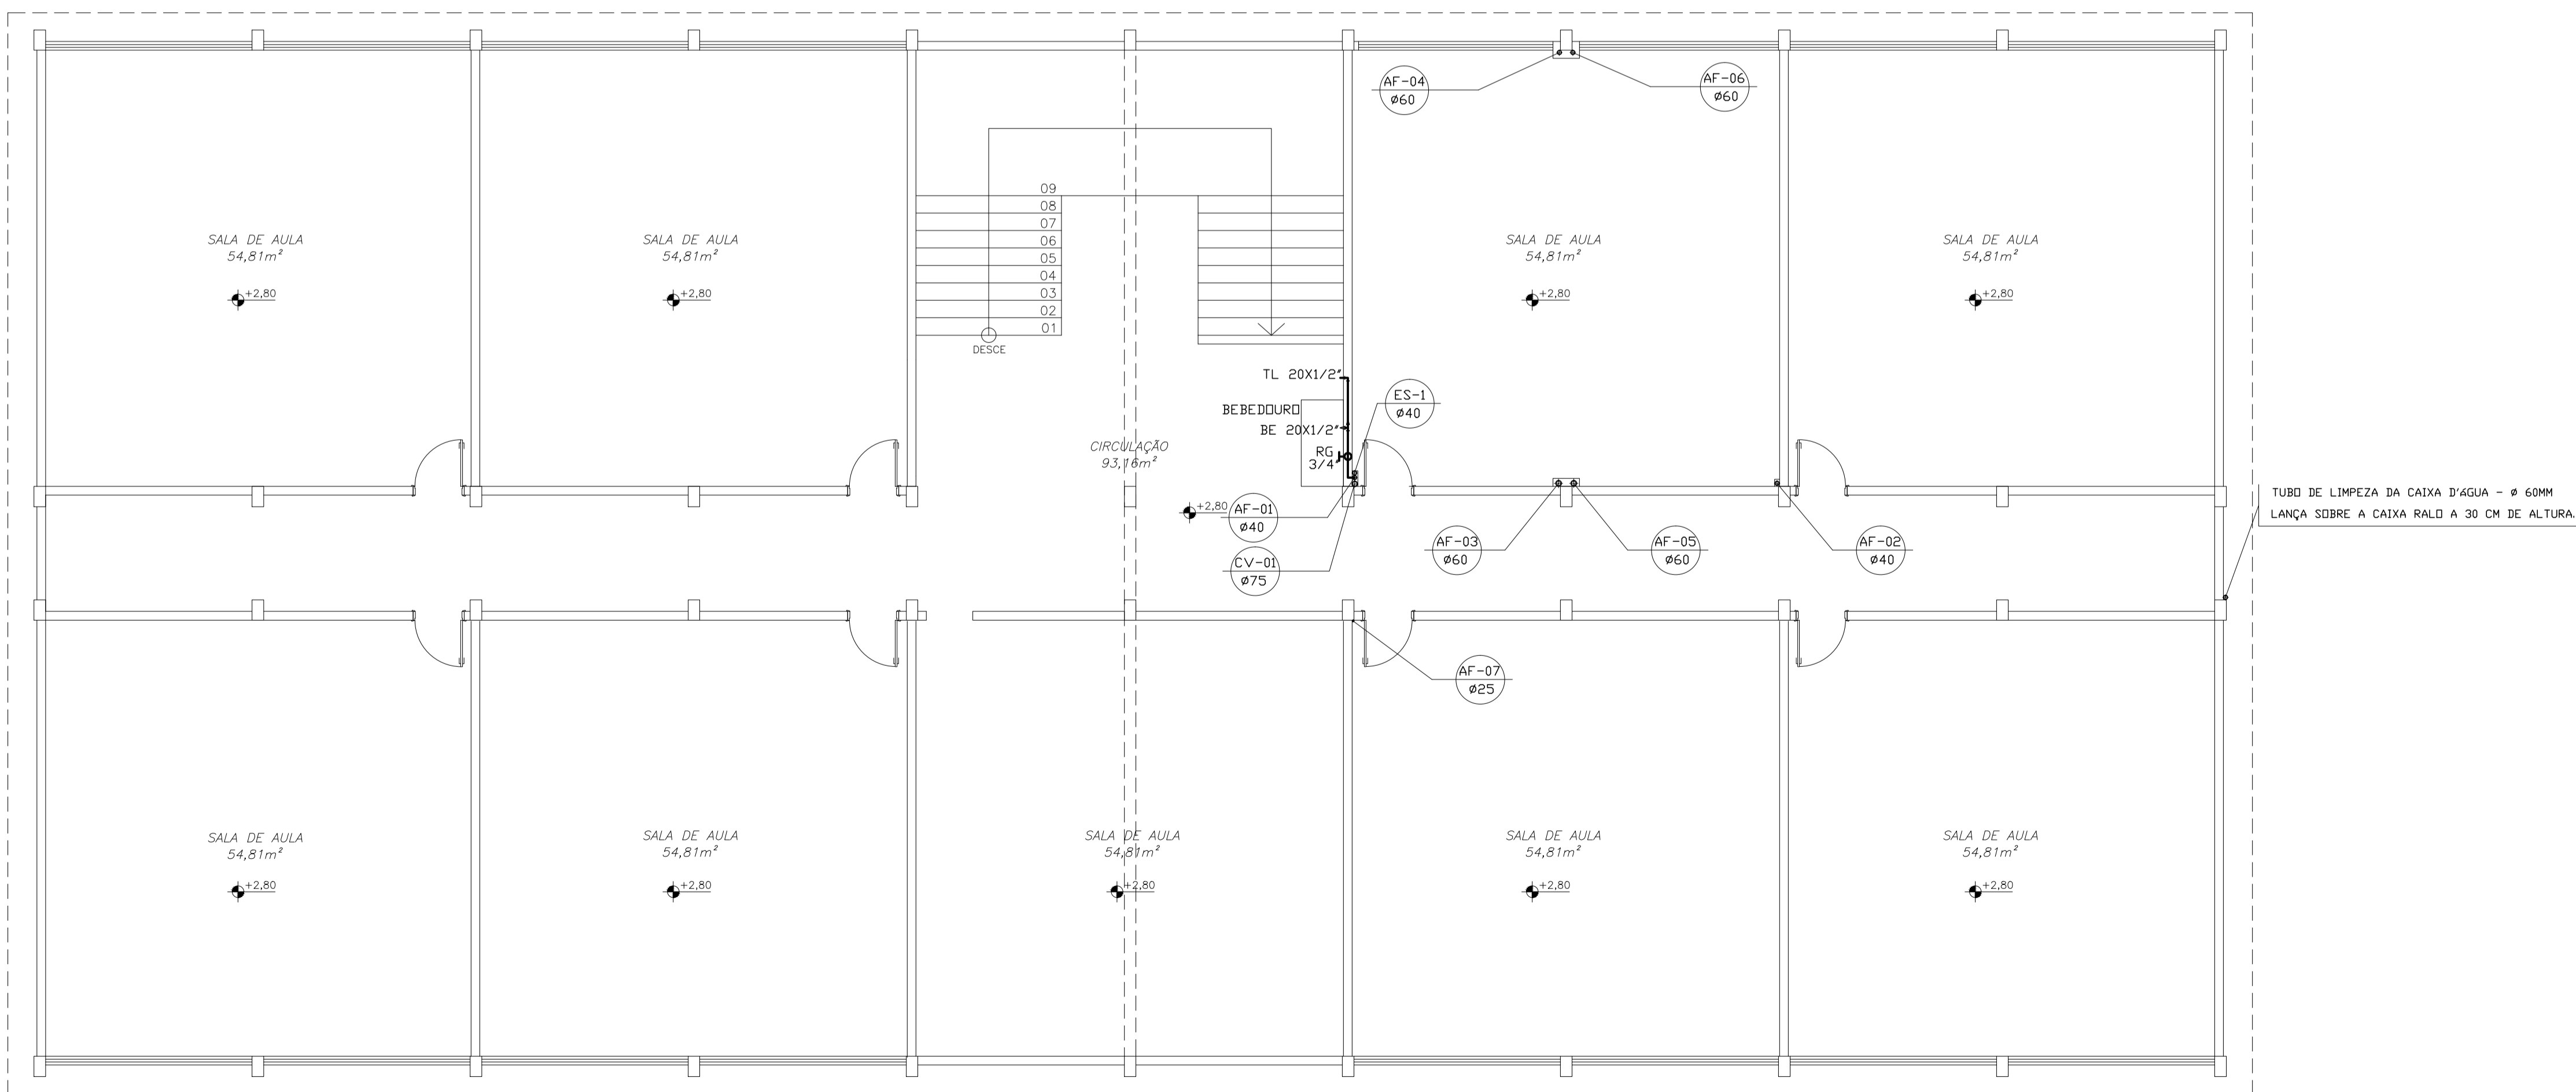 AF-04
Ø60
AF-06
Ø60
09
08
07
06
05
04
03
02
01
DESCE
SALA DE AULA
54,81m²
+2,80
SALA DE AULA
54,81m²
+2,80
SALA DE AULA
54,81m²
+2,80
SALA DE AULA
54,81m²
+2,80
TL 20X1/2"
BEBEDOURO
BE 20X1/2"
RG
3/4"
ES-1
Ø40
CIRCULAÇÃO
93,16m²
+2,80
AF-01
Ø40
CV-01
Ø75
AF-03
Ø60
AF-05
Ø60
AF-02
Ø40
TUBO DE LIMPEZA DA CAIXA D'ÁGUA - Ø 60MM
LANÇA SOBRE A CAIXA RALO A 30 CM DE ALTURA.
AF-07
Ø25
SALA DE AULA
54,81m²
+2,80
SALA DE AULA
54,81m²
+2,80
SALA DE AULA
54,81m²
+2,80
SALA DE AULA
54,81m²
+2,80
SALA DE AULA
54,81m²
+2,80